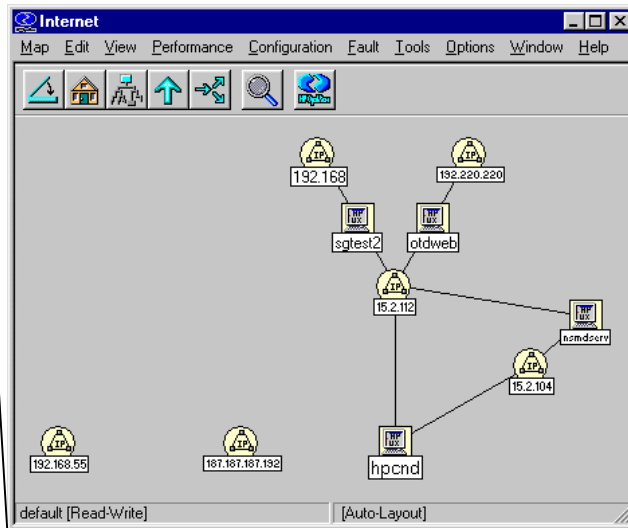 Internet
Map Edit View Performance Configuration Fault Tools Options Window Help
IP
192.168
IP
192.220.220
HP UX
sgtest2
HP UX
otdweb
IP
15.2.112
HP UX
nsmdserv
IP
15.2.104
IP
192.168.55
IP
187.187.187.192
HP UX
hpcnd
default [Read-Write]
[Auto-Layout]